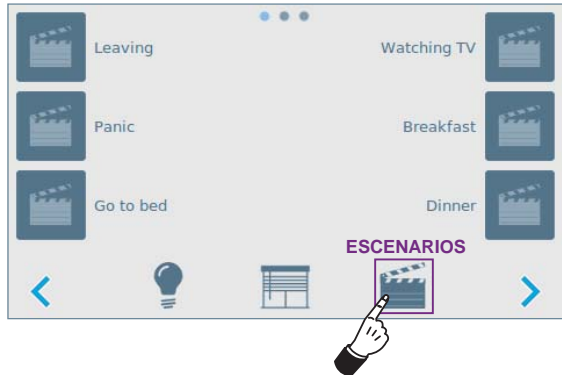 Leaving
Watching TV
Panic
Breakfast
Go to bed
Dinner
ESCENARIOS